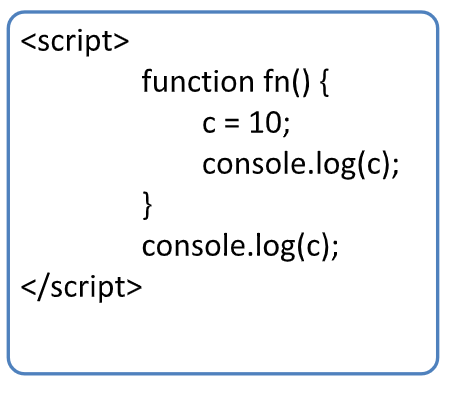 <script>
function fn() {
c = 10;
console.log(c);
}
console.log(c);
</script>